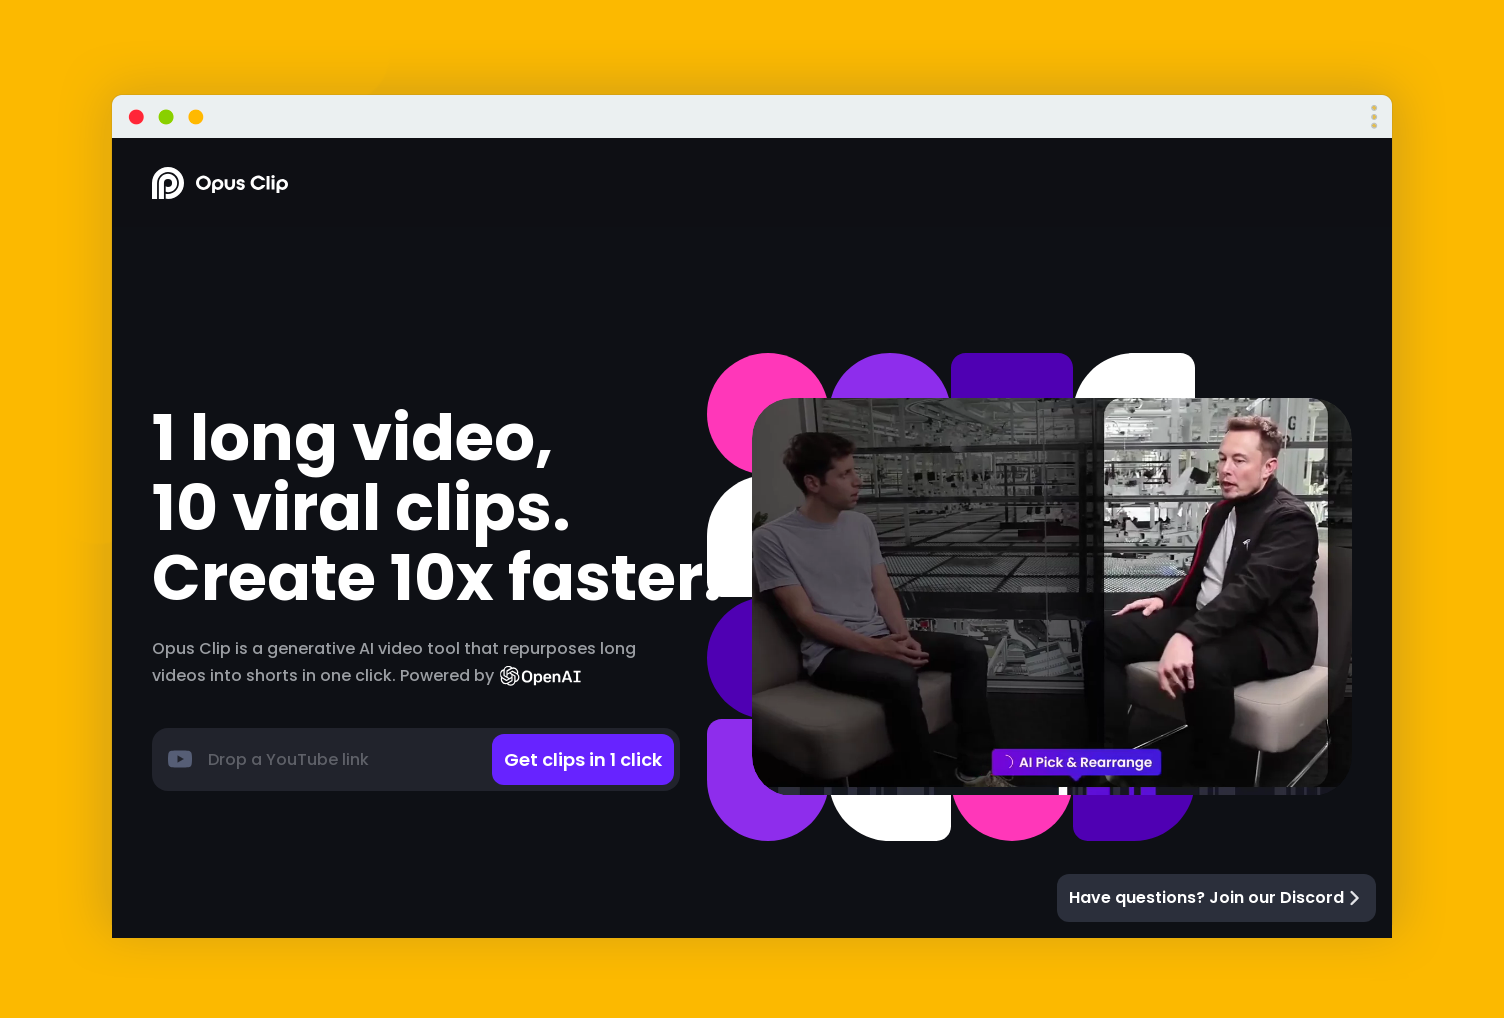 Opus Clip
1 long video,
10 viral clips.
Create 10x faster.
Opus Clip is a generative AI video tool that repurposes long
videos into shorts in one click. Powered by OpenAI
Drop a YouTube link
Get clips in 1 click
G
AI Pick & Rearrange
Have questions? Join our Discord